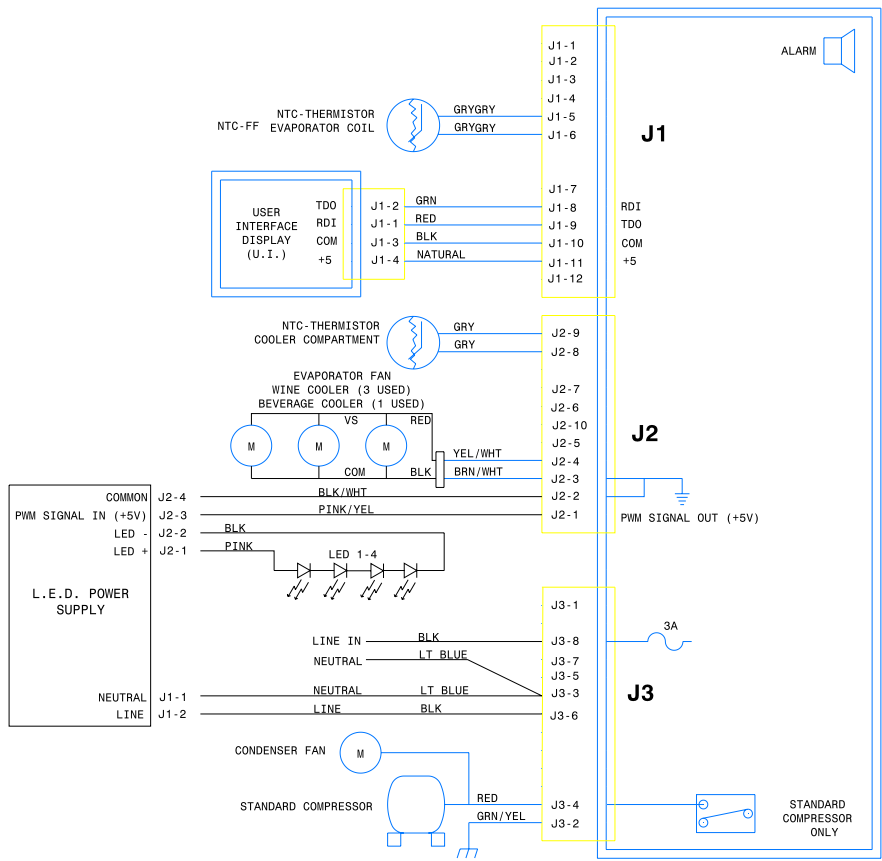 J1-1
J1-2
ALARM
J1-3
J1-4
NTC-THERMISTOR
EVAPORATOR COIL
NTC-FF
GRYGRY
GRYGRY
J1-5
J1-6
J1
J1-7
TDO
RDI
COM
+5
USER
INTERFACE
DISPLAY
(U.I.)
J1-2
J1-1
J1-3
J1-4
GRN
RED
BLK
NATURAL
J1-8
J1-9
J1-10
J1-11
J1-12
RDI
TDO
COM
+5
NTC-THERMISTOR
COOLER COMPARTMENT
GRY
GRY
J2-9
J2-8
EVAPORATOR FAN
WINE COOLER (3 USED)
BEVERAGE COOLER (1 USED)
VS
RED
M
M
M
COM
BLK
YEL/WHT
BRN/WHT
J2-7
J2-6
J2-10
J2-5
J2-4
J2-3
J2-2
J2-1
J2
PWM SIGNAL OUT (+5V)
COMMON
J2-4
BLK/WHT
PWM SIGNAL IN (+5V)
J2-3
PINK/YEL
LED -
J2-2
BLK
LED +
J2-1
PINK
LED 1-4
L.E.D. POWER
SUPPLY
J3-1
LINE IN
BLK
J3-8
3A
NEUTRAL
LT BLUE
J3-7
J3-5
J3-3
J3
NEUTRAL
J1-1
NEUTRAL
LT BLUE
LINE
J1-2
LINE
BLK
J3-6
CONDENSER FAN
M
STANDARD COMPRESSOR
RED
J3-4
GRN/YEL
J3-2
STANDARD
COMPRESSOR
ONLY